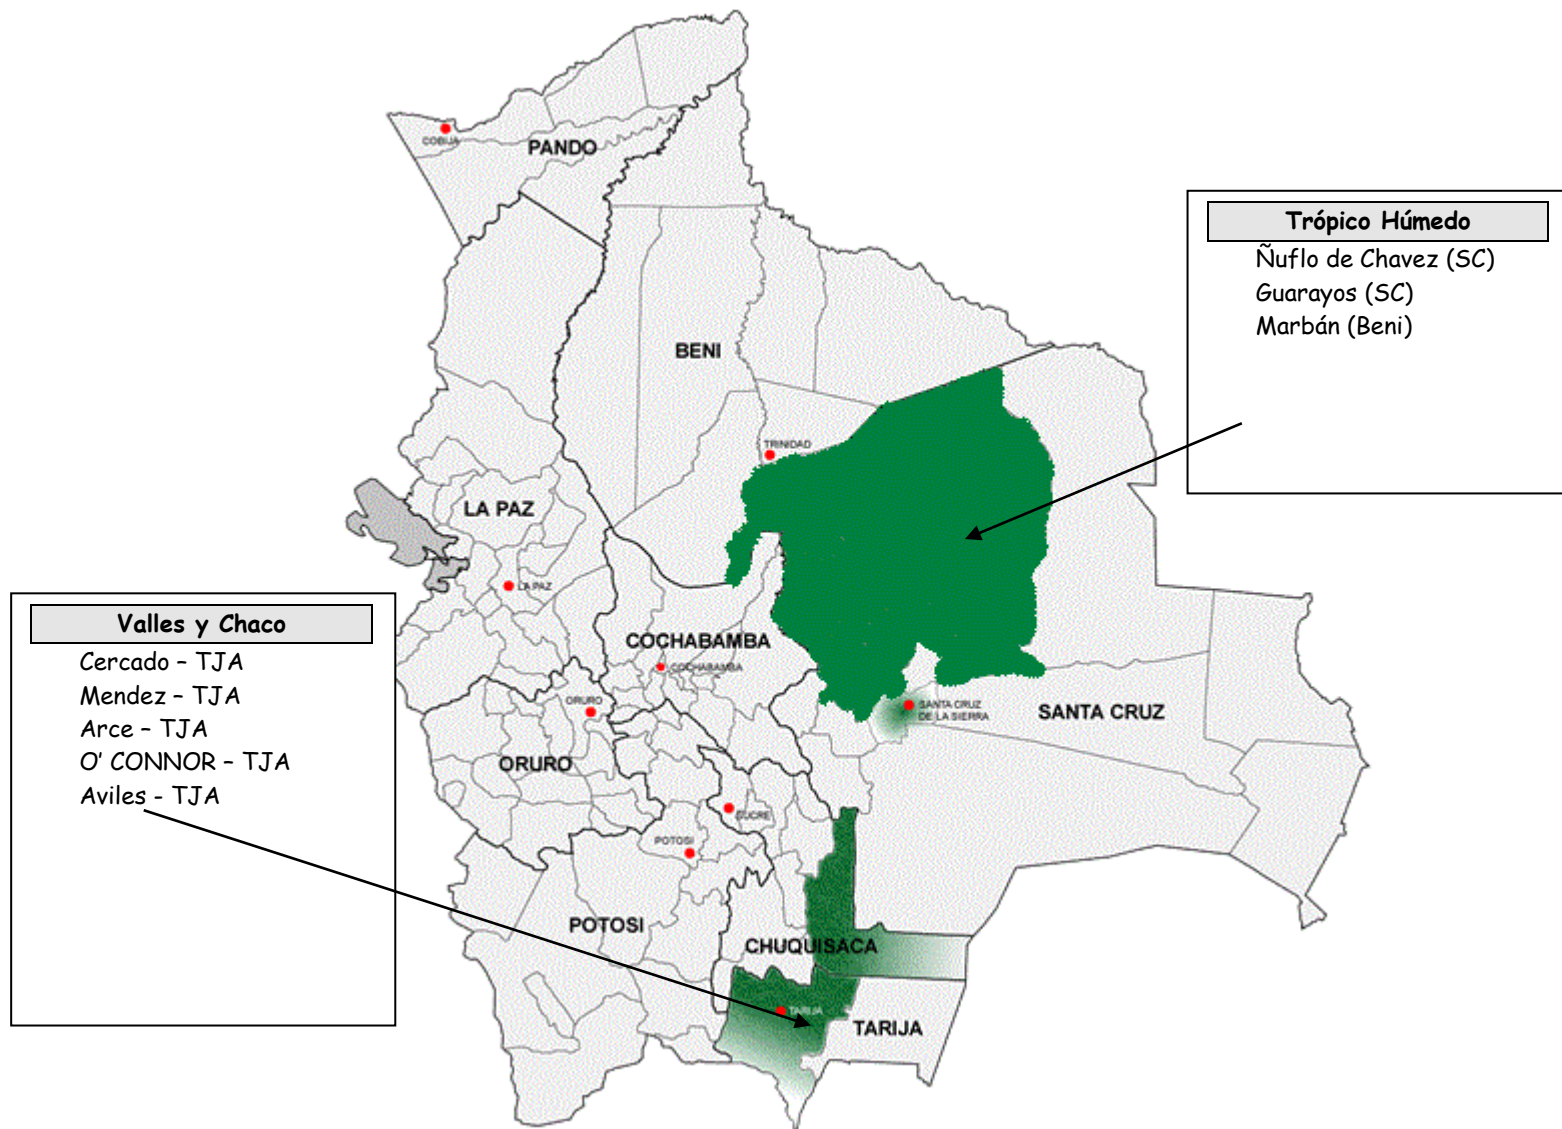 COBIJA
PANDO
Trópico Húmedo
Ñuflo de Chavez (SC)
Guarayos (SC)
Marbán (Beni)
BENI
TRINIDAD
LA PAZ
LA PAZ
Valles y Chaco
Cercado – TJA
Mendez – TJA
Arce – TJA
O' CONNOR – TJA
Aviles - TJA
COCHABAMBA
COCHABAMBA
ORURO
ORURO
SANTA CRUZ
DE LA SIERRA
SANTA CRUZ
SUCRE
POTOSI
POTOSI
CHUQUISACA
TARIJA
TARIJA